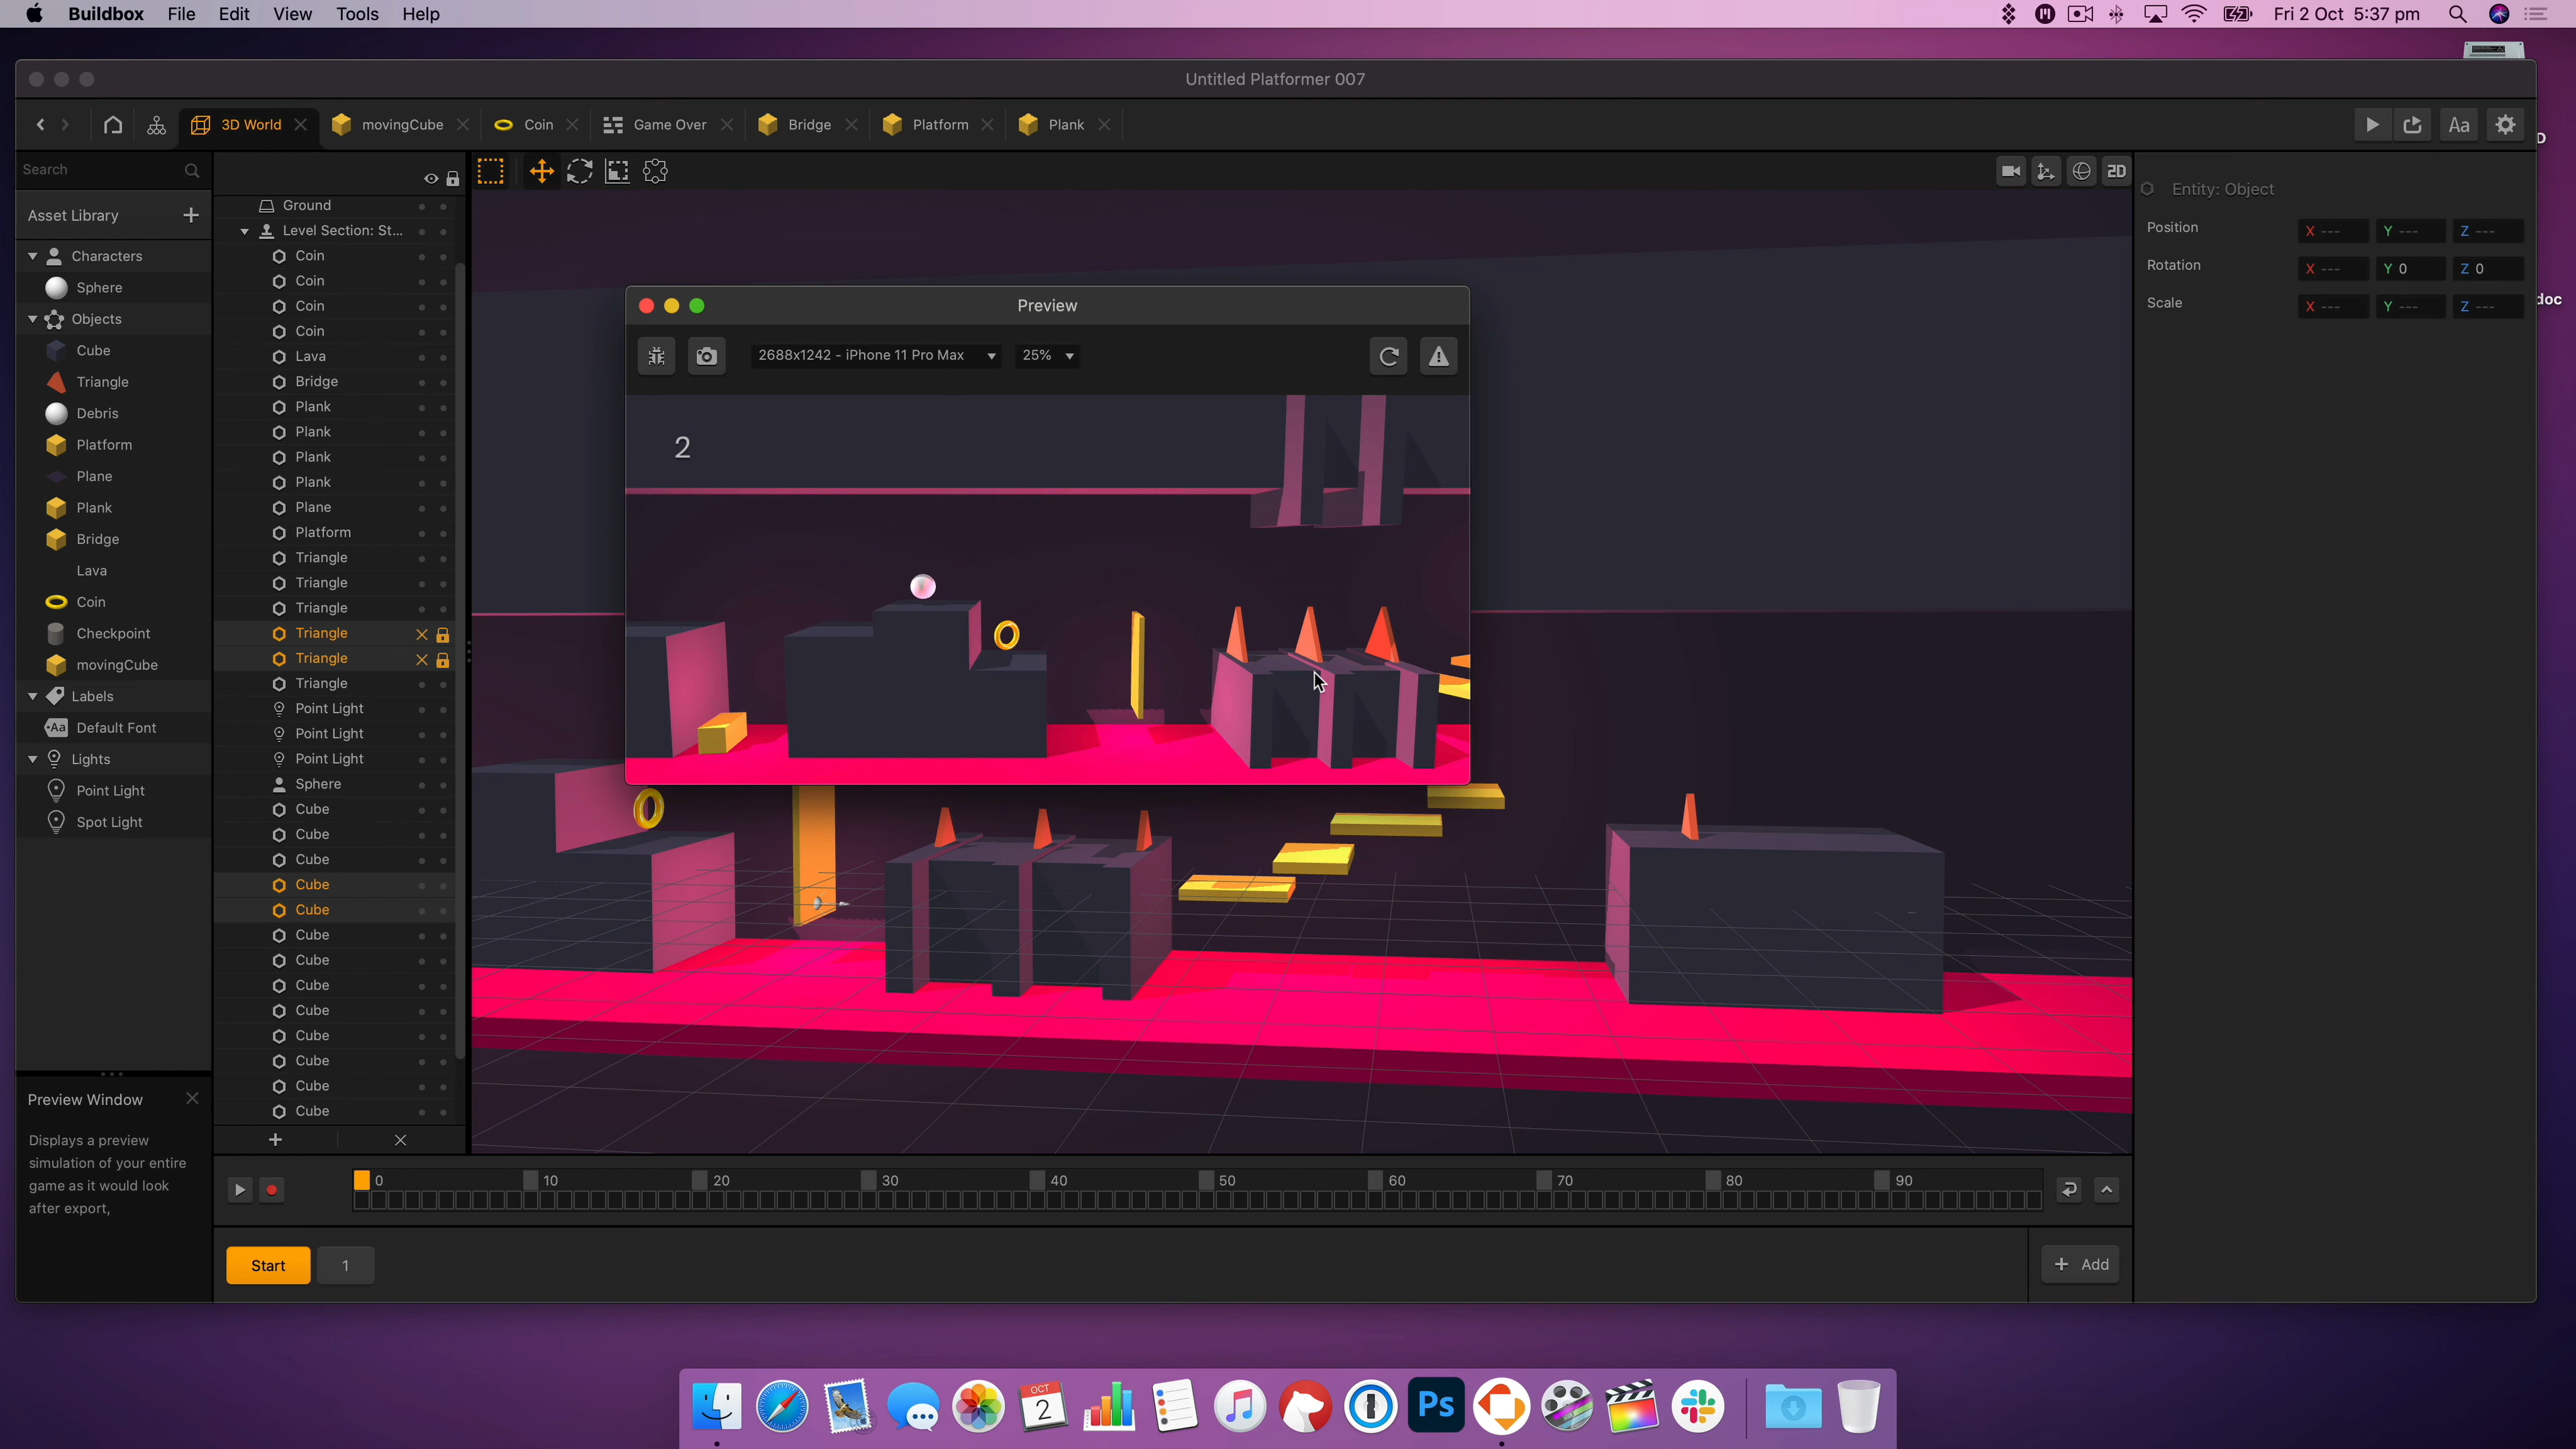 Buildbox File Edit View Tools Help
Fri 2 Oct 5:37 pm
Untitled Platformer 007
3D World
movingCube
Coin
Game Over
Bridge
Platform
Plank
Aa
D
Search
Asset Library
Characters
Sphere
Objects
Cube
Triangle
Debris
Platform
Plane
Plank
Bridge
Lava
Coin
Checkpoint
movingCube
Labels
Aa Default Font
Lights
Point Light
Spot Light
Preview Window
Displays a preview
simulation of your entire
game as it would look
after export,
Ground
Level Section: St...
Coin
Coin
Coin
Coin
Lava
Bridge
Plank
Plank
Plank
Plank
Plane
Platform
Triangle
Triangle
Triangle
Triangle
Triangle
Triangle
Point Light
Point Light
Point Light
Sphere
Cube
Cube
Cube
Cube
Cube
Cube
Cube
Cube
Cube
Cube
Cube
Cube
Cube
2D
Preview
2688x1242 - iPhone 11 Pro Max
25%
2
Entity: Object
Position X --- Y --- Z ---
Rotation X --- Y 0 Z 0
Scale X --- Y --- Z ---
doc
0 10 20 30 40 50 60 70 80 90
Start
1
+ Add
OCT
2
Ps